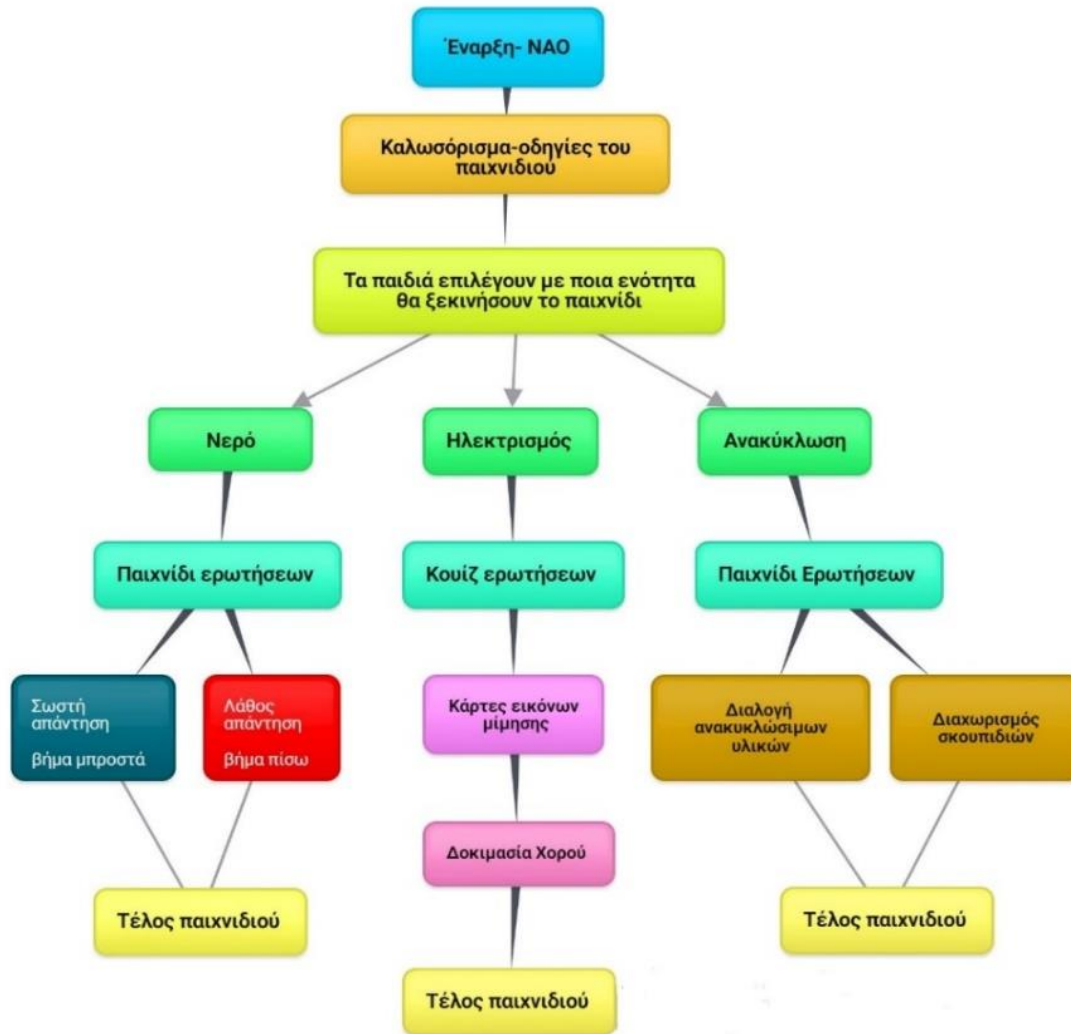 Έναρξη- NAO
Καλωσόρισμα-οδηγίες του
παιχνιδιού
Τα παιδιά επιλέγουν με ποια ενότητα
θα ξεκινήσουν το παιχνίδι
Νερό
Ηλεκτρισμός
Ανακύκλωση
Παιχνίδι ερωτήσεων
Κουίζ ερωτήσεων
Παιχνίδι Ερωτήσεων
Σωστή
απάντηση
βήμα μπροστά
Λάθος
απάντηση
βήμα πίσω
Κάρτες εικόνων
μίμησης
Διαλογή
ανακυκλώσιμων
υλικών
Διαχωρισμός
σκουπιδιών
Δοκιμασία Χορού
Τέλος παιχνιδιού
Τέλος παιχνιδιού
Τέλος παιχνιδιού